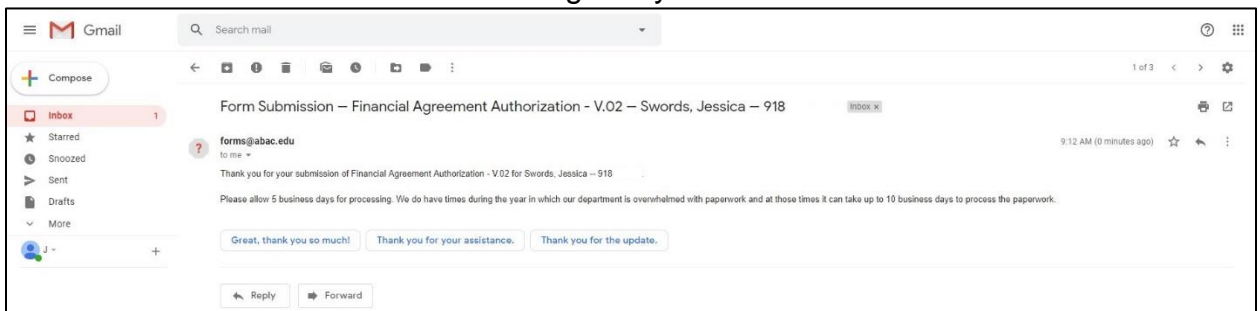 Gmail
Search mail
Compose
1 of 3
Form Submission – Financial Agreement Authorization - V.02 – Swords, Jessica – 918
Inbox x
Inbox
1
Starred
Snoozed
Sent
Drafts
More
J
forms@abac.edu
9:12 AM (0 minutes ago)
to me
Thank you for your submission of Financial Agreement Authorization - V.02 for Swords, Jessica -- 918 .
Please allow 5 business days for processing. We do have times during the year in which our department is overwhelmed with paperwork and at those times it can take up to 10 business days to process the paperwork.
Great, thank you so much!
Thank you for your assistance.
Thank you for the update.
Reply
Forward